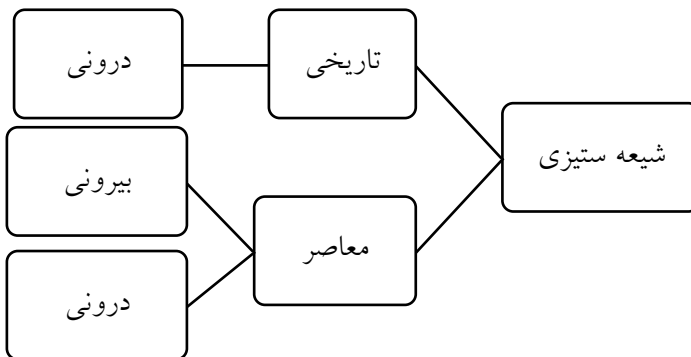 شیعه ستیزی
تاریخی
درونی
معاصر
بیرونی
درونی